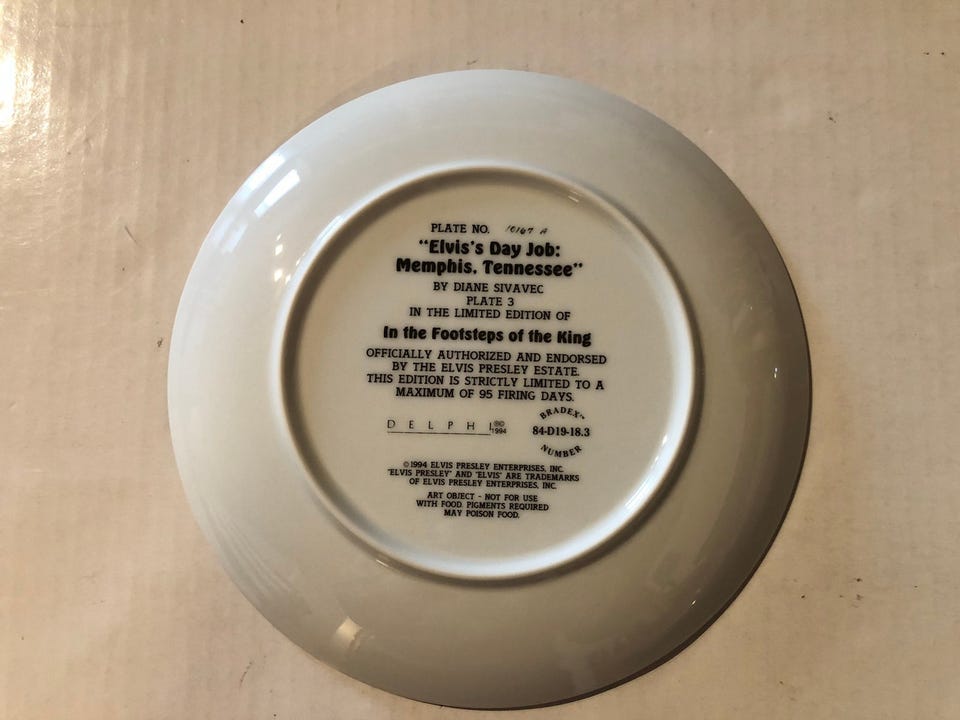 PLATE NO. 10167 A
"Elvis's Day Job:
Memphis, Tennessee"
BY DIANE SIVAVEC
PLATE 3
IN THE LIMITED EDITION OF
In the Footsteps of the King
OFFICIALLY AUTHORIZED AND ENDORSED
BY THE ELVIS PRESLEY ESTATE.
THIS EDITION IS STRICTLY LIMITED TO A
MAXIMUM OF 95 FIRING DAYS.
DELPHI ®© 1994
BRADEX™
84-D19-18.3
NUMBER
©1994 ELVIS PRESLEY ENTERPRISES, INC.
"ELVIS PRESLEY" AND "ELVIS" ARE TRADEMARKS
OF ELVIS PRESLEY ENTERPRISES, INC.
ART OBJECT - NOT FOR USE
WITH FOOD. PIGMENTS REQUIRED
MAY POISON FOOD.